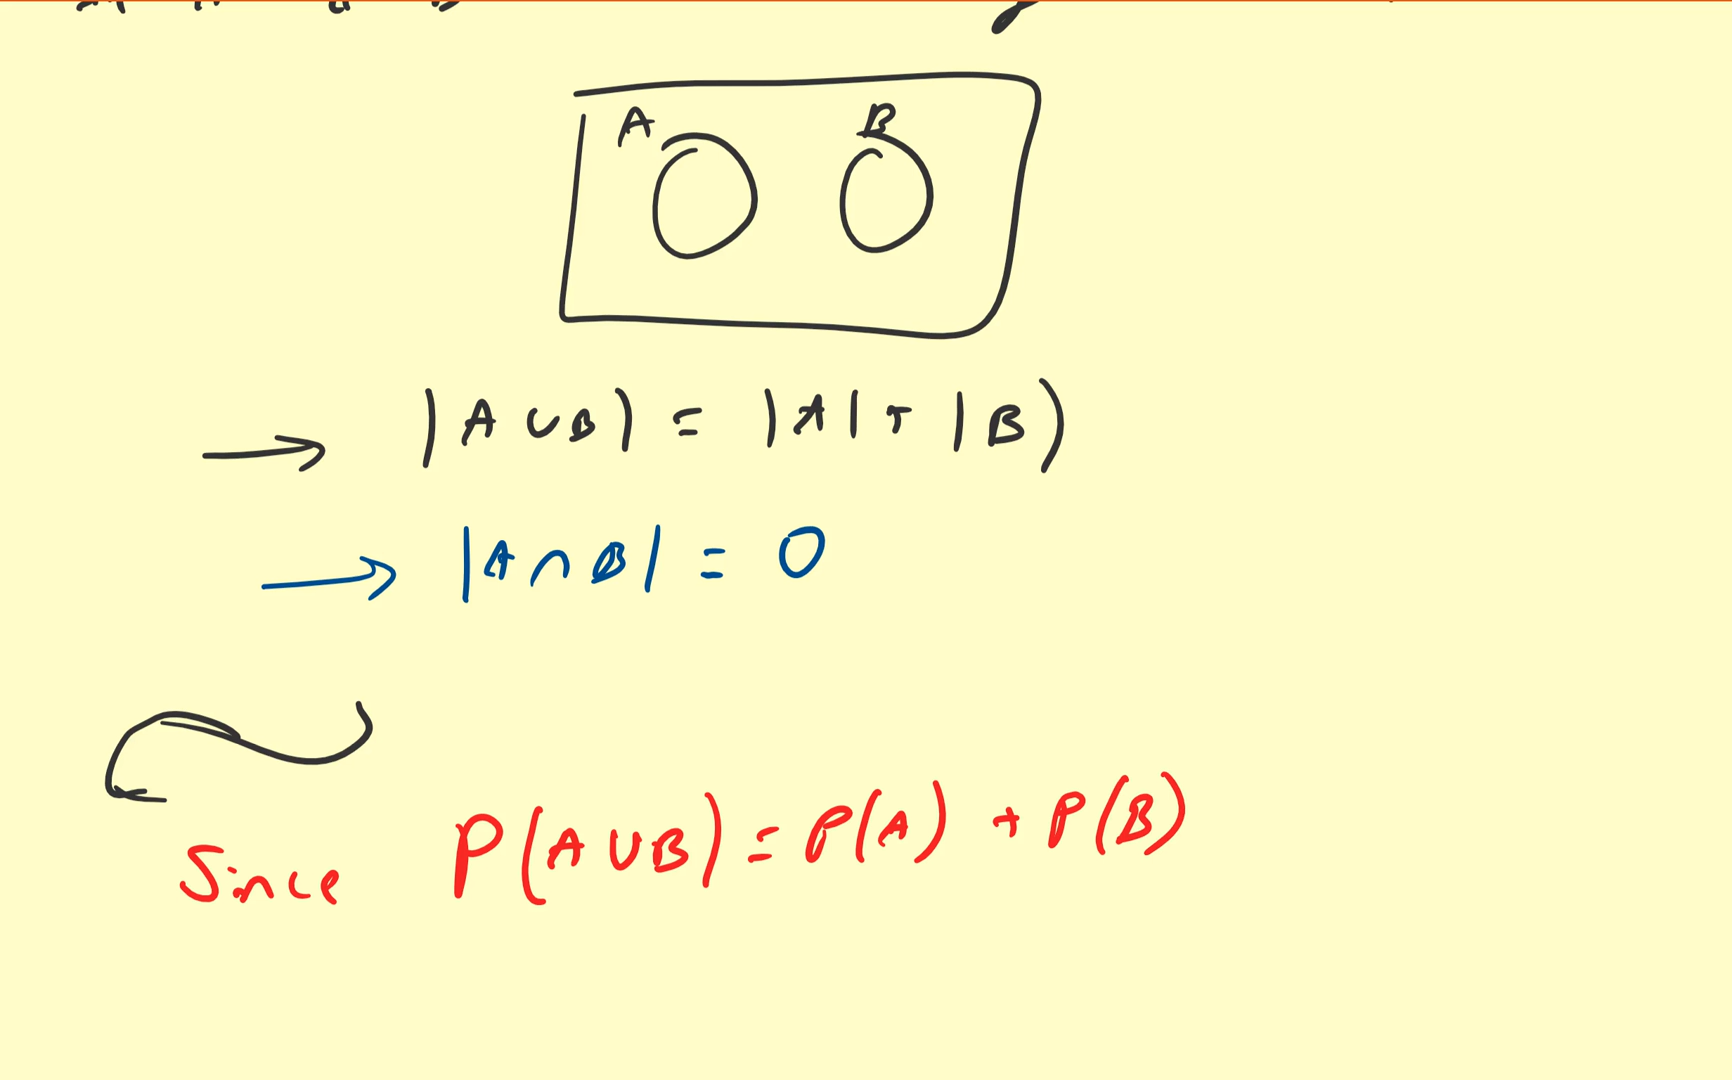 A B
|A ∪ B| = |A| + |B|
|A ∩ B| = 0
Since P(A ∪ B) = P(A) + P(B)